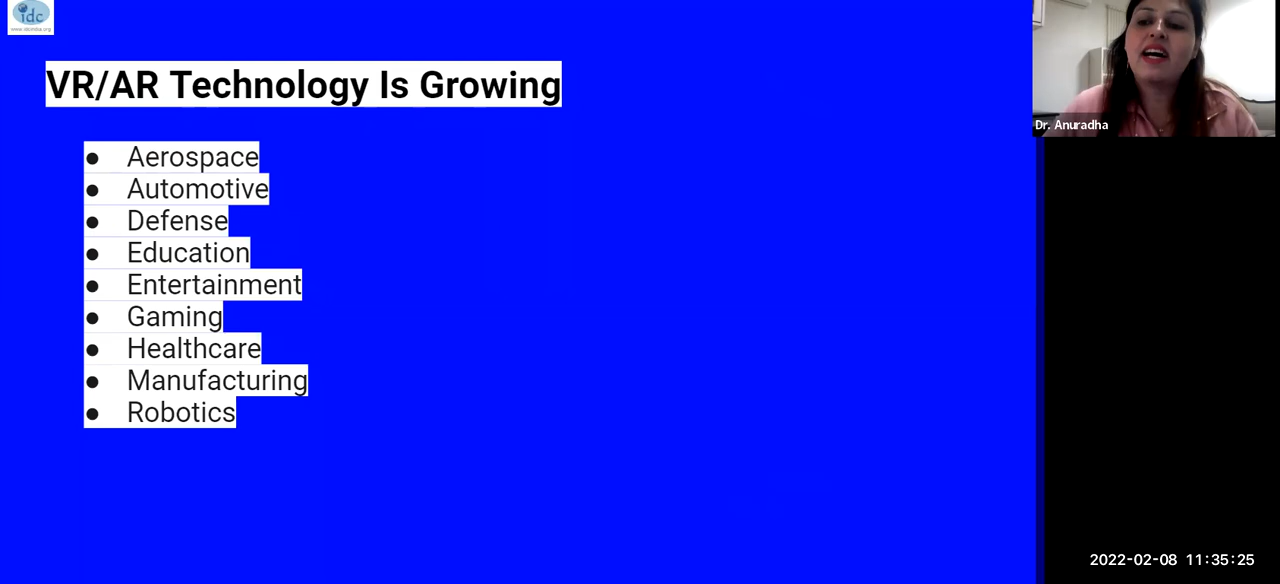 idc
VR/AR Technology Is Growing
Dr. Anuradha
● Aerospace
● Automotive
● Defense
● Education
● Entertainment
● Gaming
● Healthcare
● Manufacturing
● Robotics
2022-02-08 11:35:25